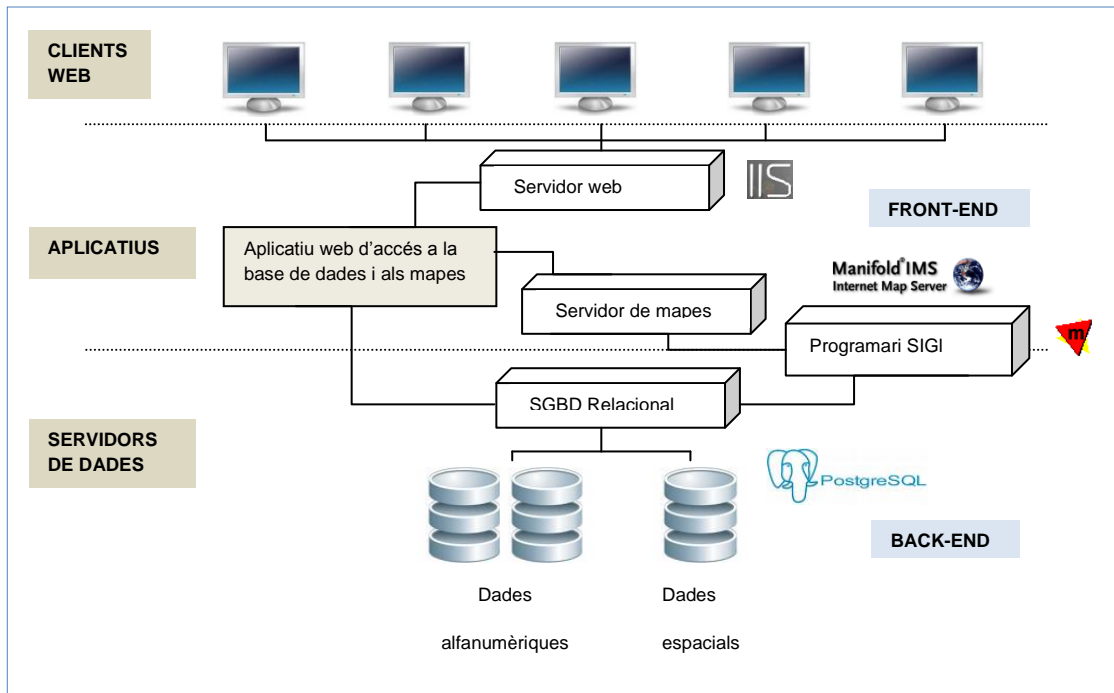 CLIENTS
WEB
Servidor web
IIS
FRONT-END
APLICATIUS
Aplicatiu web d'accés a la
base de dades i als mapes
Manifold® IMS
Internet Map Server
Servidor de mapes
Programari SIGI
m
SGBD Relacional
SERVIDORS
DE DADES
PostgreSQL
BACK-END
Dades
alfanumèriques
Dades
espacials